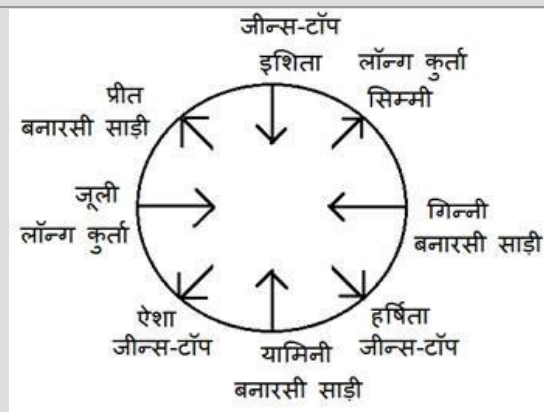 जीन्स-टॉप
इशिता
लॉन्ग कुर्ता
सिम्मी
प्रीत
बनारसी साड़ी
जूली
लॉन्ग कुर्ता
गिन्नी
बनारसी साड़ी
ऐशा
जीन्स-टॉप
यामिनी
बनारसी साड़ी
हर्षिता
जीन्स-टॉप